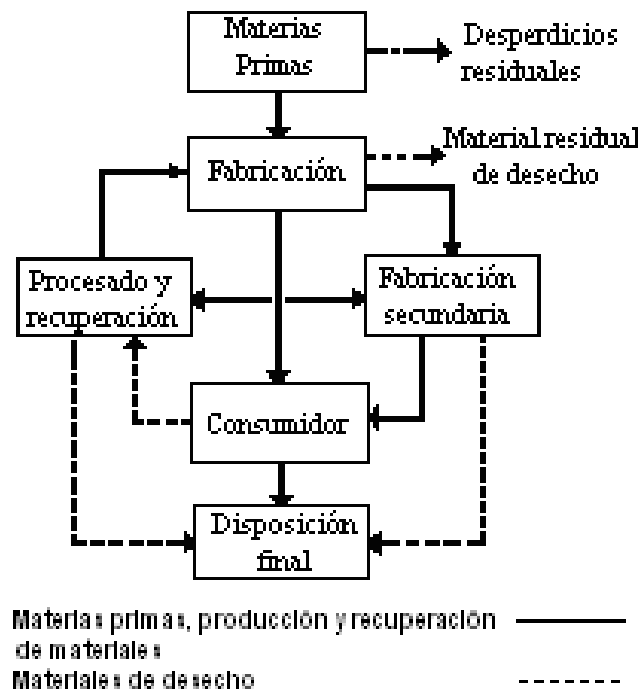 Materias
Primas
Desperdicios
residuales
Fabricación
Material residual
de desecho
Procesado y
recuperación
Fabricación
secundaria
Consumidor
Disposición
final
Materias primas, producción y recuperación
de materiales
Materiales de desecho